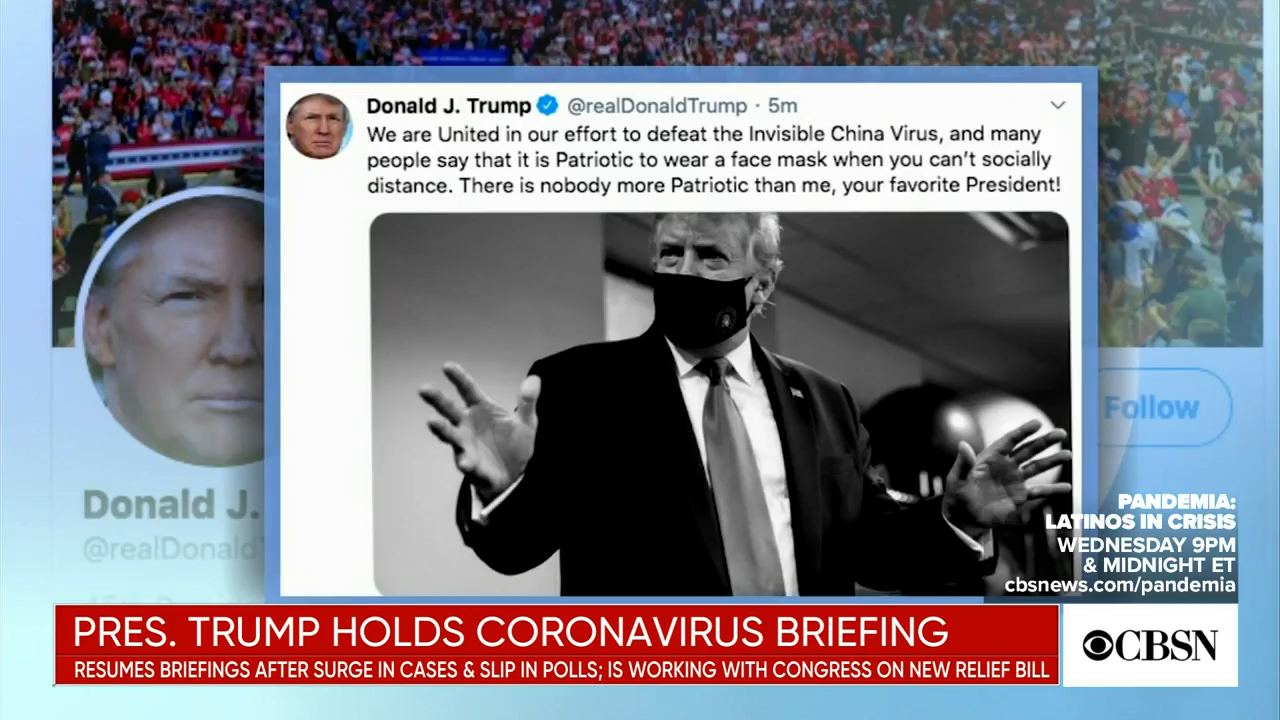 Donald J. Trump @realDonaldTrump · 5m
We are United in our effort to defeat the Invisible China Virus, and many
people say that it is Patriotic to wear a face mask when you can't socially
distance. There is nobody more Patriotic than me, your favorite President!
Follow
Donald J.
@realDonaldT
PANDEMIA:
LATINOS IN CRISIS
WEDNESDAY 9PM
& MIDNIGHT ET
cbsnews.com/pandemia
PRES. TRUMP HOLDS CORONAVIRUS BRIEFING
RESUMES BRIEFINGS AFTER SURGE IN CASES & SLIP IN POLLS; IS WORKING WITH CONGRESS ON NEW RELIEF BILL
CBSN